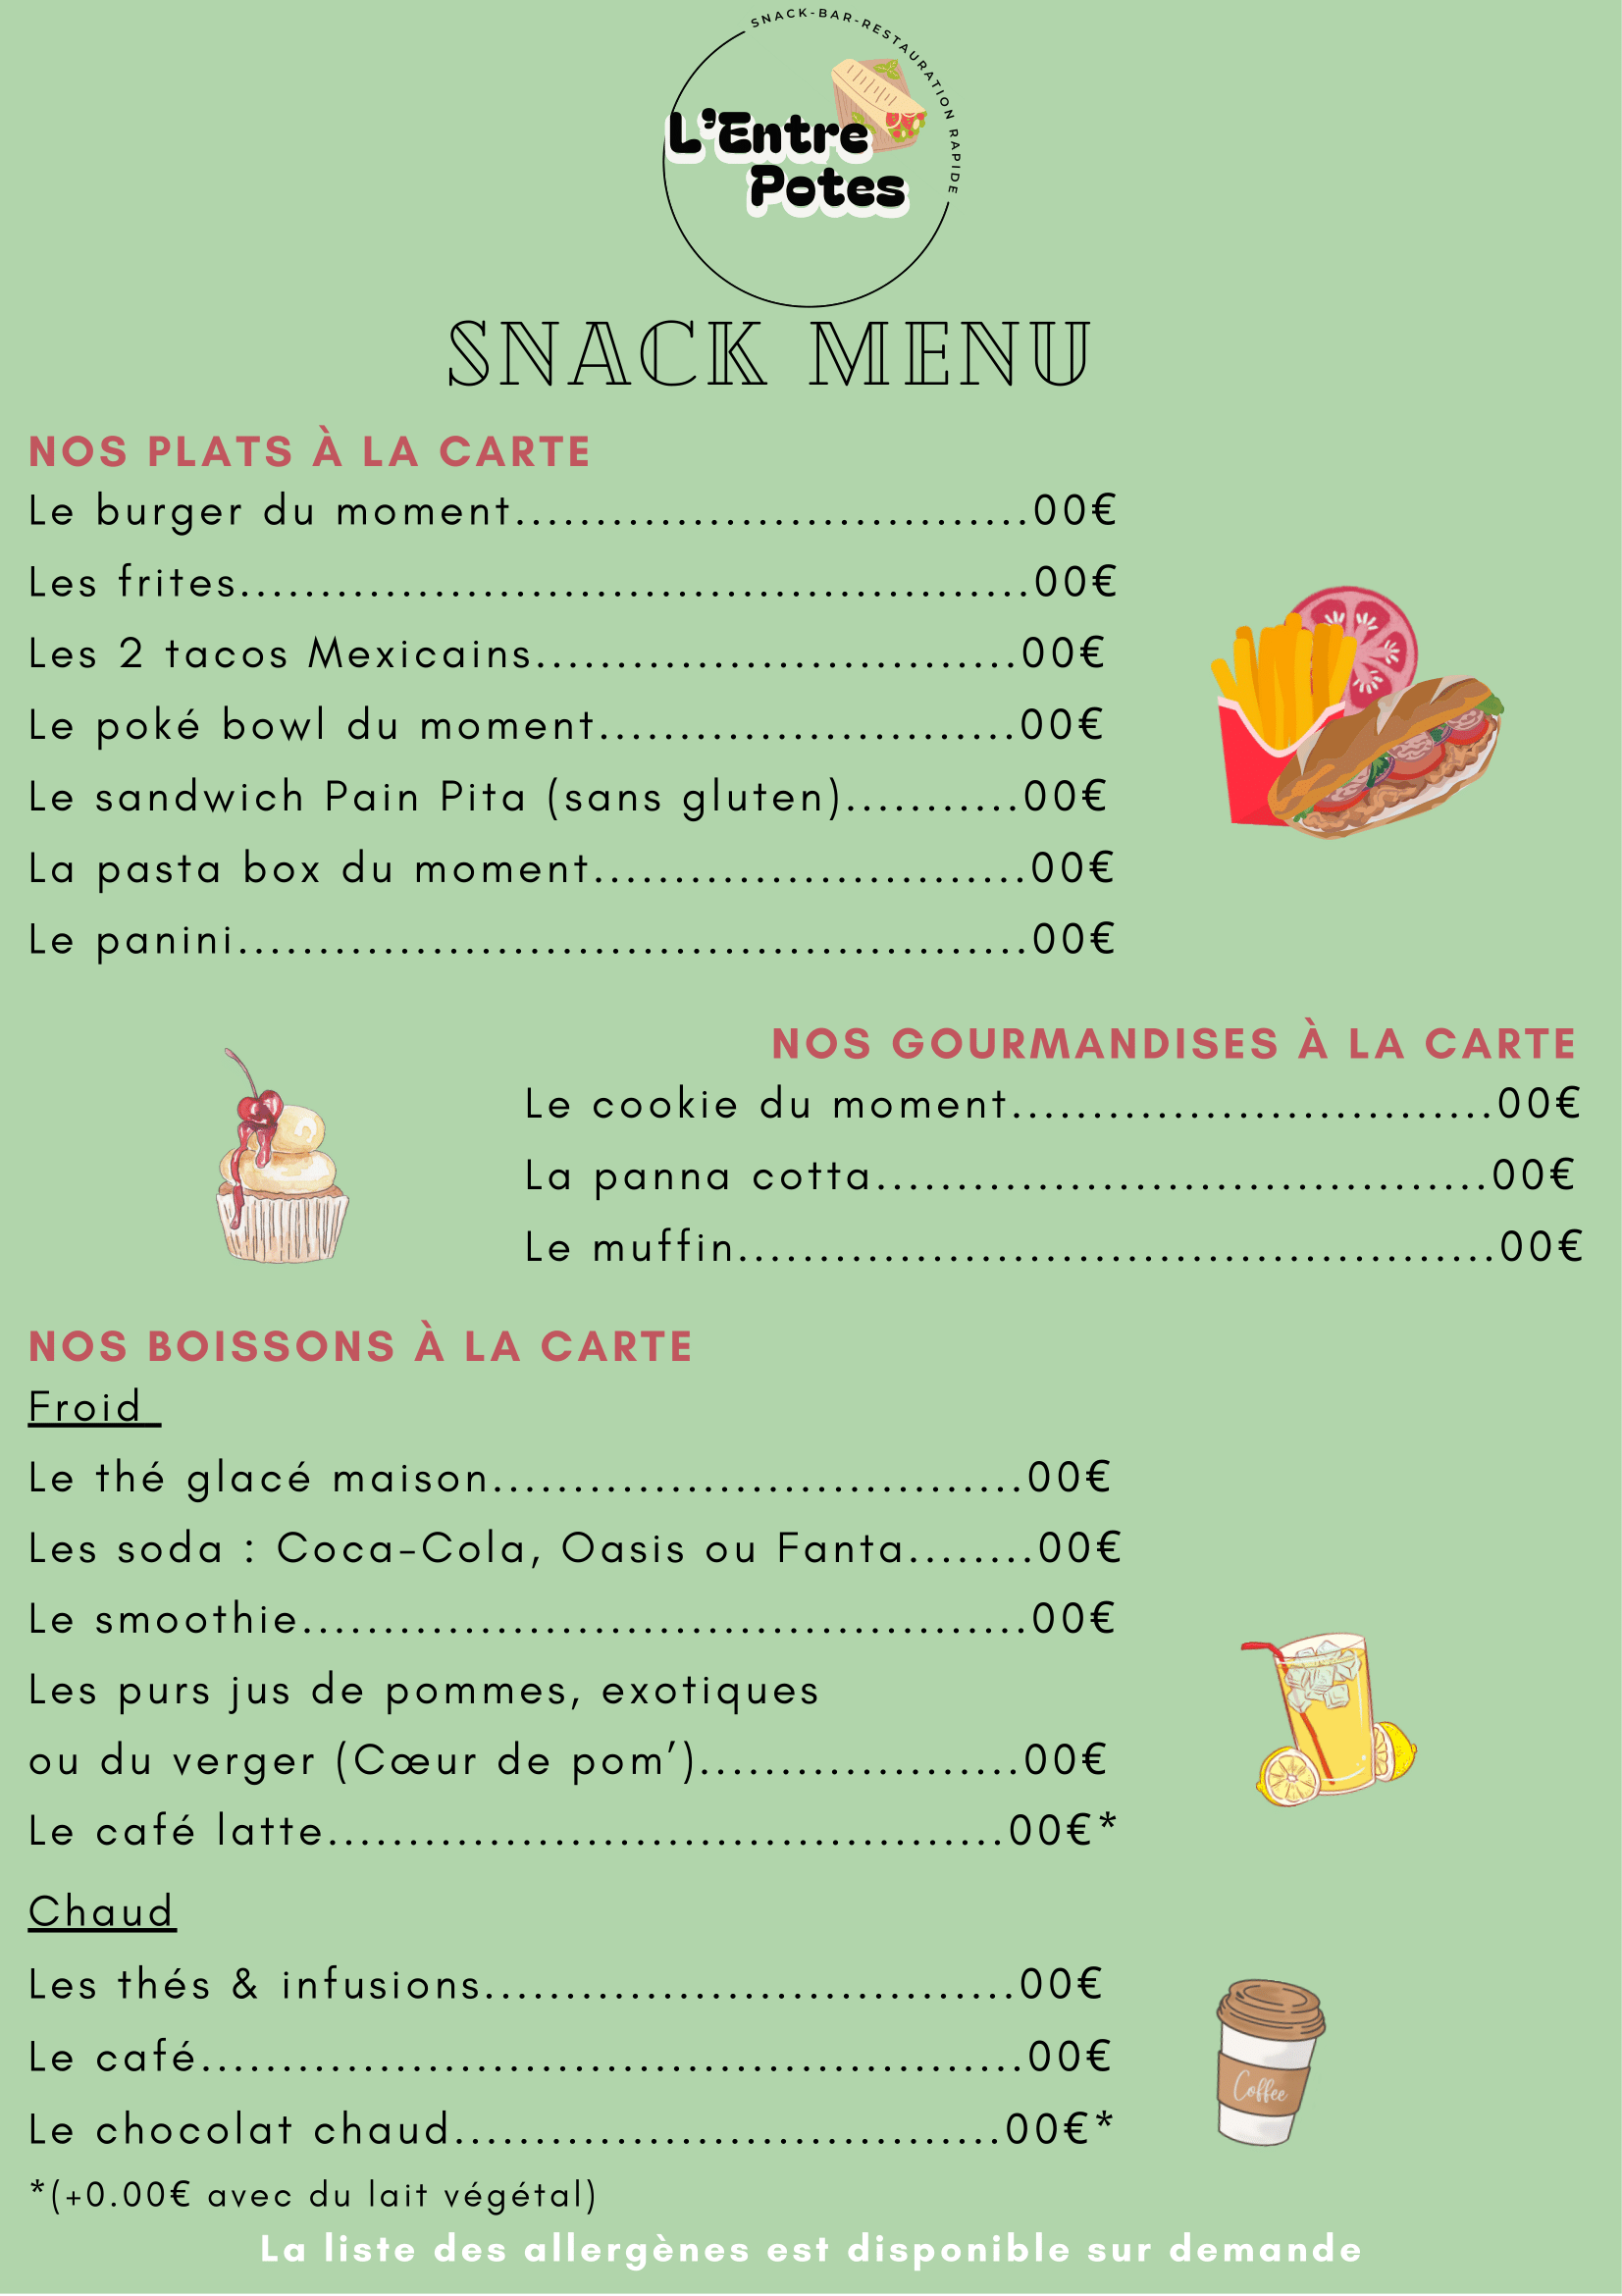 SNACK-BAR-RESTAURATION RAPIDE
L'Entre
Potes
SNACK MENU
NOS PLATS À LA CARTE
Le burger du moment................................00€
Les frites.................................................00€
Les 2 tacos Mexicains..............................00€
Le poké bowl du moment..........................00€
Le sandwich Pain Pita (sans gluten)...........00€
La pasta box du moment...........................00€
Le panini.................................................00€
NOS GOURMANDISES À LA CARTE
Le cookie du moment..............................00€
La panna cotta......................................00€
Le muffin...............................................00€
NOS BOISSONS À LA CARTE
Froid
Le thé glacé maison.................................00€
Les soda : Coca-Cola, Oasis ou Fanta........00€
Le smoothie.............................................00€
Les purs jus de pommes, exotiques
ou du verger (Cœur de pom’)....................00€
Le café latte..........................................00€*
Chaud
Les thés & infusions.................................00€
Le café...................................................00€
Coffee
Le chocolat chaud..................................00€*
*(+0.00€ avec du lait végétal)
La liste des allergènes est disponible sur demande